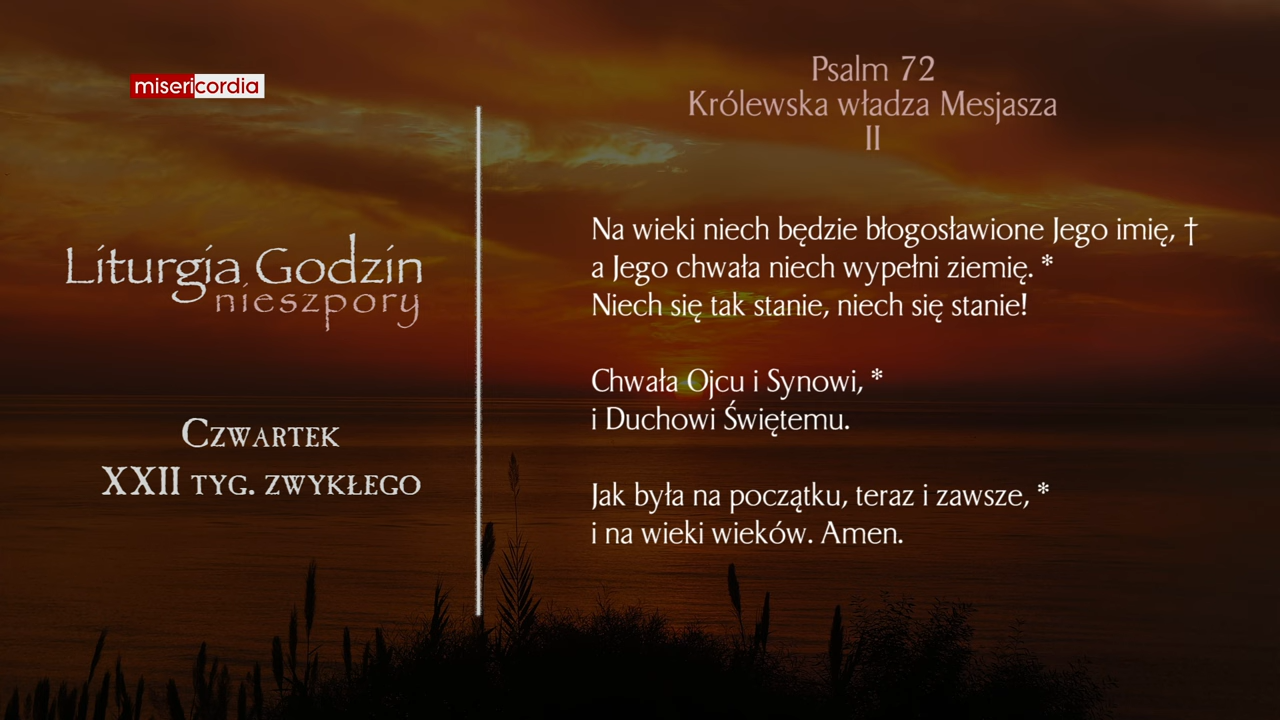 misericordia
Liturgia Godzin
nieszpory
Czwartek
XXII tyg. zwykłego
Psalm 72
Królewska władza Mesjasza
II
Na wieki niech będzie błogosławione Jego imię, †
a Jego chwała niech wypełni ziemię. *
Niech się tak stanie, niech się stanie!
Chwała Ojcu i Synowi, *
i Duchowi Świętemu.
Jak była na początku, teraz i zawsze, *
i na wieki wieków. Amen.